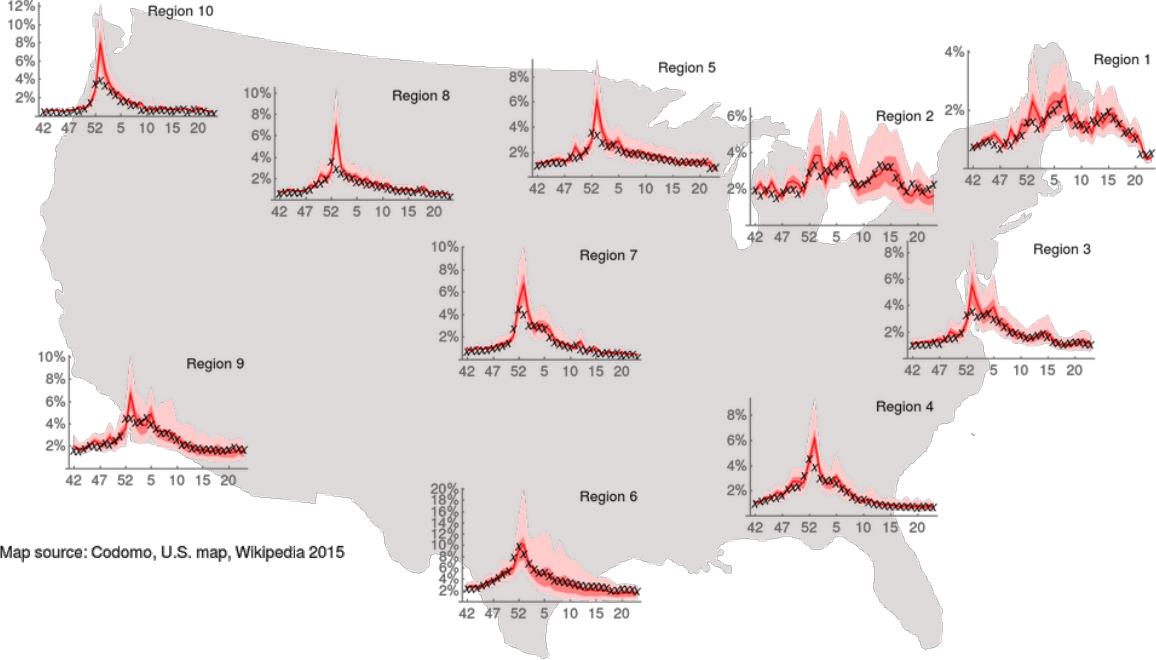 Region 10
12%
10%
8%
6%
4%
2%
42 47 52 5 10 15 20
Region 8
10%
8%
6%
4%
2%
42 47 52 5 10 15 20
Region 5
8%
6%
4%
2%
42 47 52 5 10 15 20
Region 2
6%
4%
2%
42 47 52 5 10 15 20
Region 1
4%
2%
42 47 52 5 10 15 20
Region 7
10%
8%
6%
4%
2%
42 47 52 5 10 15 20
Region 3
8%
6%
4%
2%
42 47 52 5 10 15 20
Region 9
10%
8%
6%
4%
2%
42 47 52 5 10 15 20
Region 4
8%
6%
4%
2%
42 47 52 5 10 15 20
Region 6
20%
18%
16%
14%
12%
10%
8%
6%
4%
2%
42 47 52 5 10 15 20
Map source: Codomo, U.S. map, Wikipedia 2015